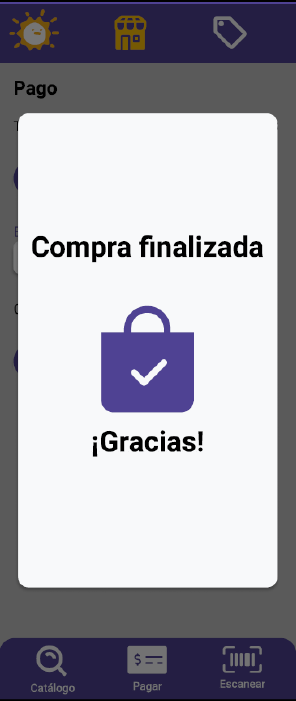 Pago
Compra finalizada
¡Gracias!
$
Catálogo
Pagar
Escanear